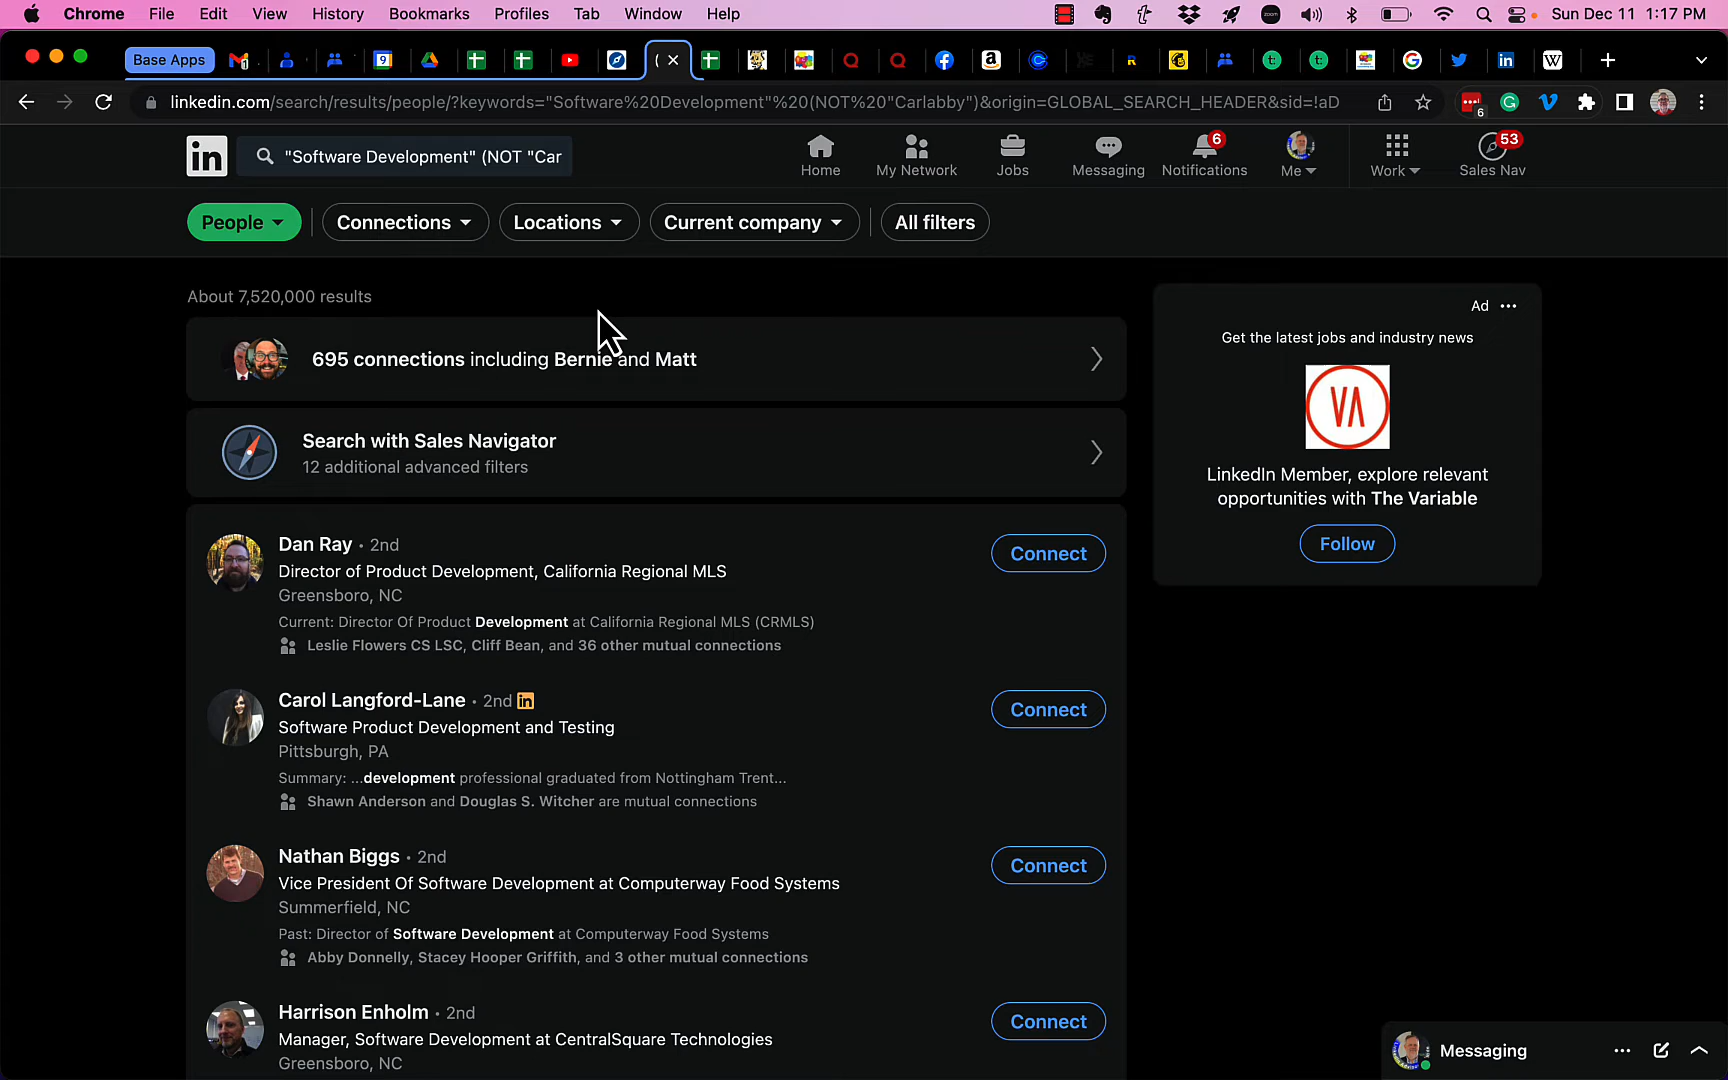 Chrome File Edit View History Bookmarks Profiles Tab Window Help zoom Sun Dec 11 1:17 PM
Base Apps
linkedin.com/search/results/people/?keywords="Software%20Development"%20(NOT%20"Carlabby")&origin=GLOBAL_SEARCH_HEADER&sid=!aD 6
in "Software Development" (NOT "Car
Home My Network Jobs Messaging 6 Notifications Me Work 53 Sales Nav
People Connections Locations Current company All filters
About 7,520,000 results
695 connections including Bernie and Matt
Search with Sales Navigator
12 additional advanced filters
Dan Ray • 2nd
Connect
Director of Product Development, California Regional MLS
Greensboro, NC
Current: Director Of Product Development at California Regional MLS (CRMLS)
Leslie Flowers CS LSC, Cliff Bean, and 36 other mutual connections
Carol Langford-Lane • 2nd in
Connect
Software Product Development and Testing
Pittsburgh, PA
Summary: ...development professional graduated from Nottingham Trent...
Shawn Anderson and Douglas S. Witcher are mutual connections
Nathan Biggs • 2nd
Connect
Vice President Of Software Development at Computerway Food Systems
Summerfield, NC
Past: Director of Software Development at Computerway Food Systems
Abby Donnelly, Stacey Hooper Griffith, and 3 other mutual connections
Harrison Enholm • 2nd
Connect
Manager, Software Development at CentralSquare Technologies
Greensboro, NC
Ad
Get the latest jobs and industry news
VA
LinkedIn Member, explore relevant
opportunities with The Variable
Follow
Messaging